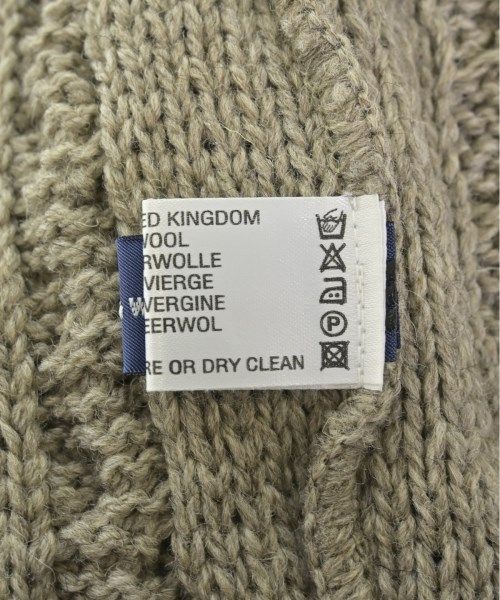 ED KINGDOM
WOOL
RWOLLE
VIERGE
VERGINE
EERWOL
RE OR DRY CLEAN
P